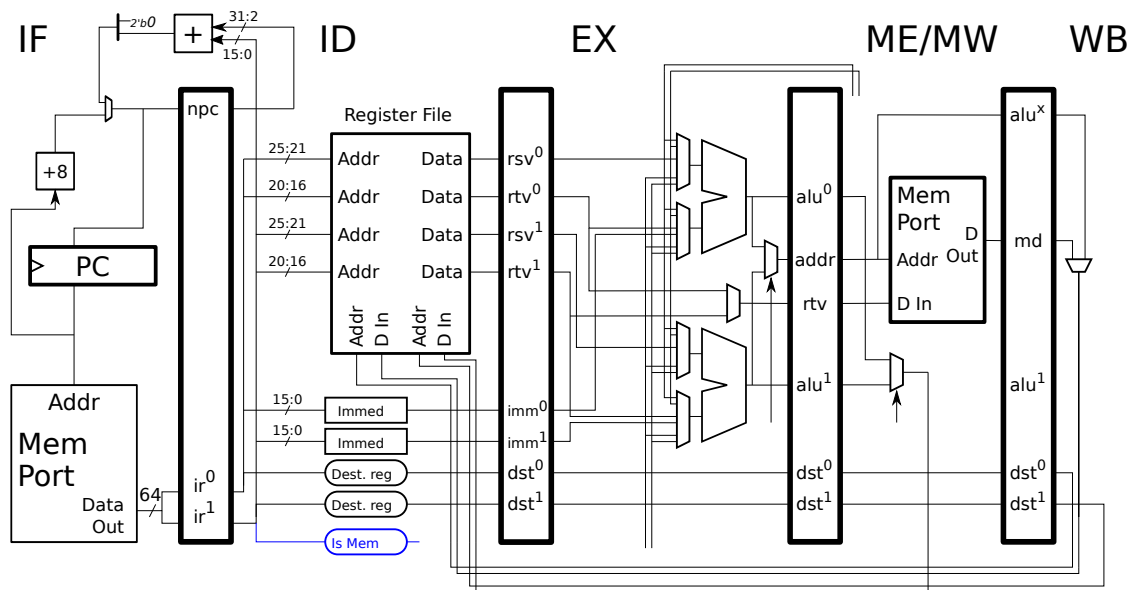 IF
ID
EX
ME/MW
WB
2'b0
+
31:2
15:0
npc
+8
PC
Addr
Mem
Port
Data
Out
64
ir0
ir1
Register File
25:21
Addr
Data
20:16
Addr
Data
25:21
Addr
Data
20:16
Addr
Data
Addr
D In
Addr
D In
15:0
Immed
15:0
Immed
Dest. reg
Dest. reg
Is Mem
rsv0
rtv0
rsv1
rtv1
imm0
imm1
dst0
dst1
alu0
addr
rtv
alu1
dst0
dst1
Mem
Port
D
Out
Addr
D In
alux
md
alu1
dst0
dst1